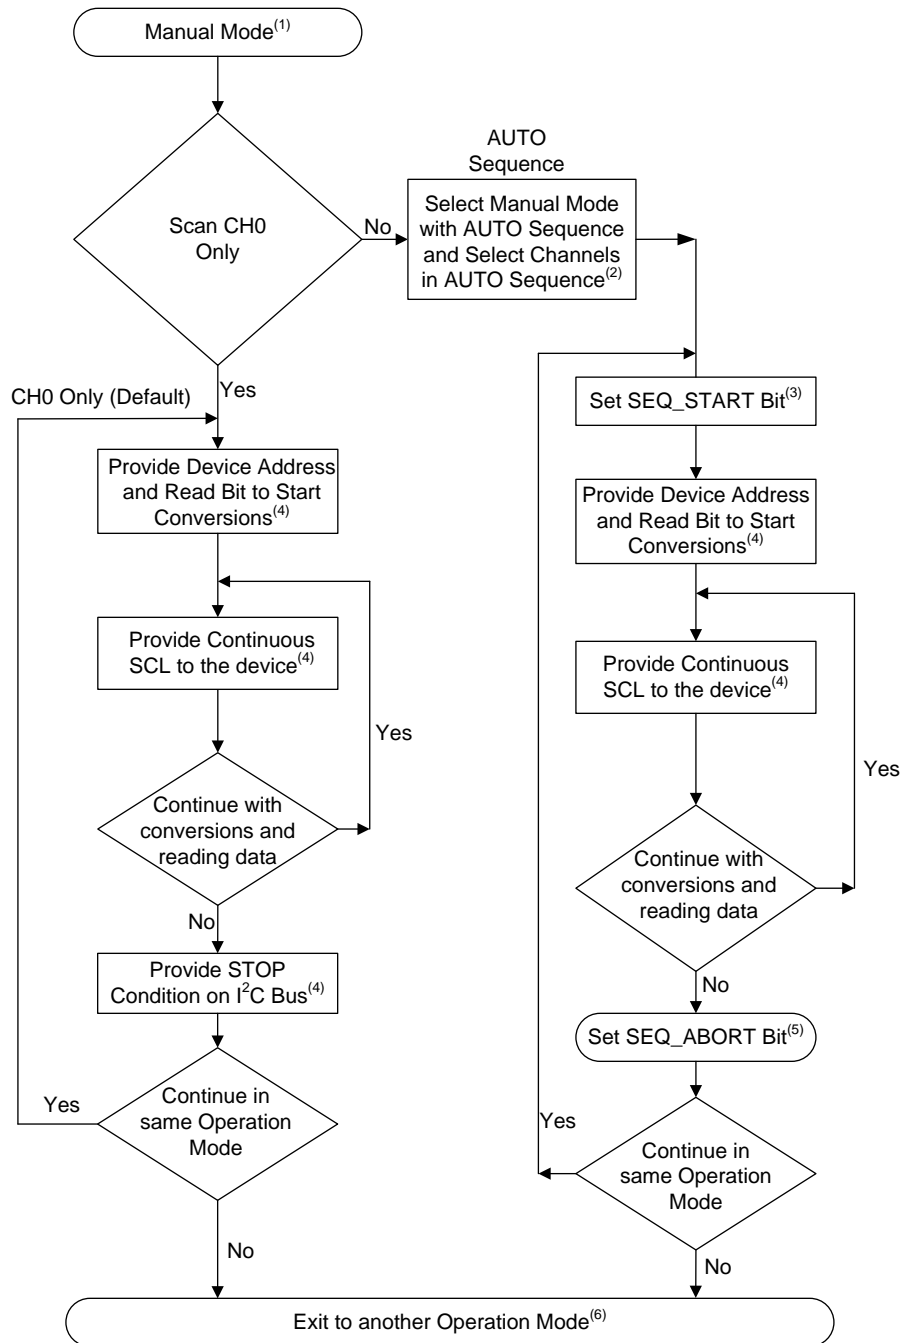 Manual Mode(1)
Scan CH0
Only
No
AUTO
Sequence
Select Manual Mode
with AUTO Sequence
and Select Channels
in AUTO Sequence(2)
Yes
CH0 Only (Default)
Provide Device Address
and Read Bit to Start
Conversions(4)
Provide Continuous
SCL to the device(4)
Yes
Continue with
conversions and
reading data
No
Provide STOP
Condition on I2C Bus(4)
Yes
Continue in
same Operation
Mode
No
Set SEQ_START Bit(3)
Provide Device Address
and Read Bit to Start
Conversions(4)
Provide Continuous
SCL to the device(4)
Yes
Continue with
conversions and
reading data
No
Set SEQ_ABORT Bit(5)
Yes
Continue in
same Operation
Mode
No
Exit to another Operation Mode(6)